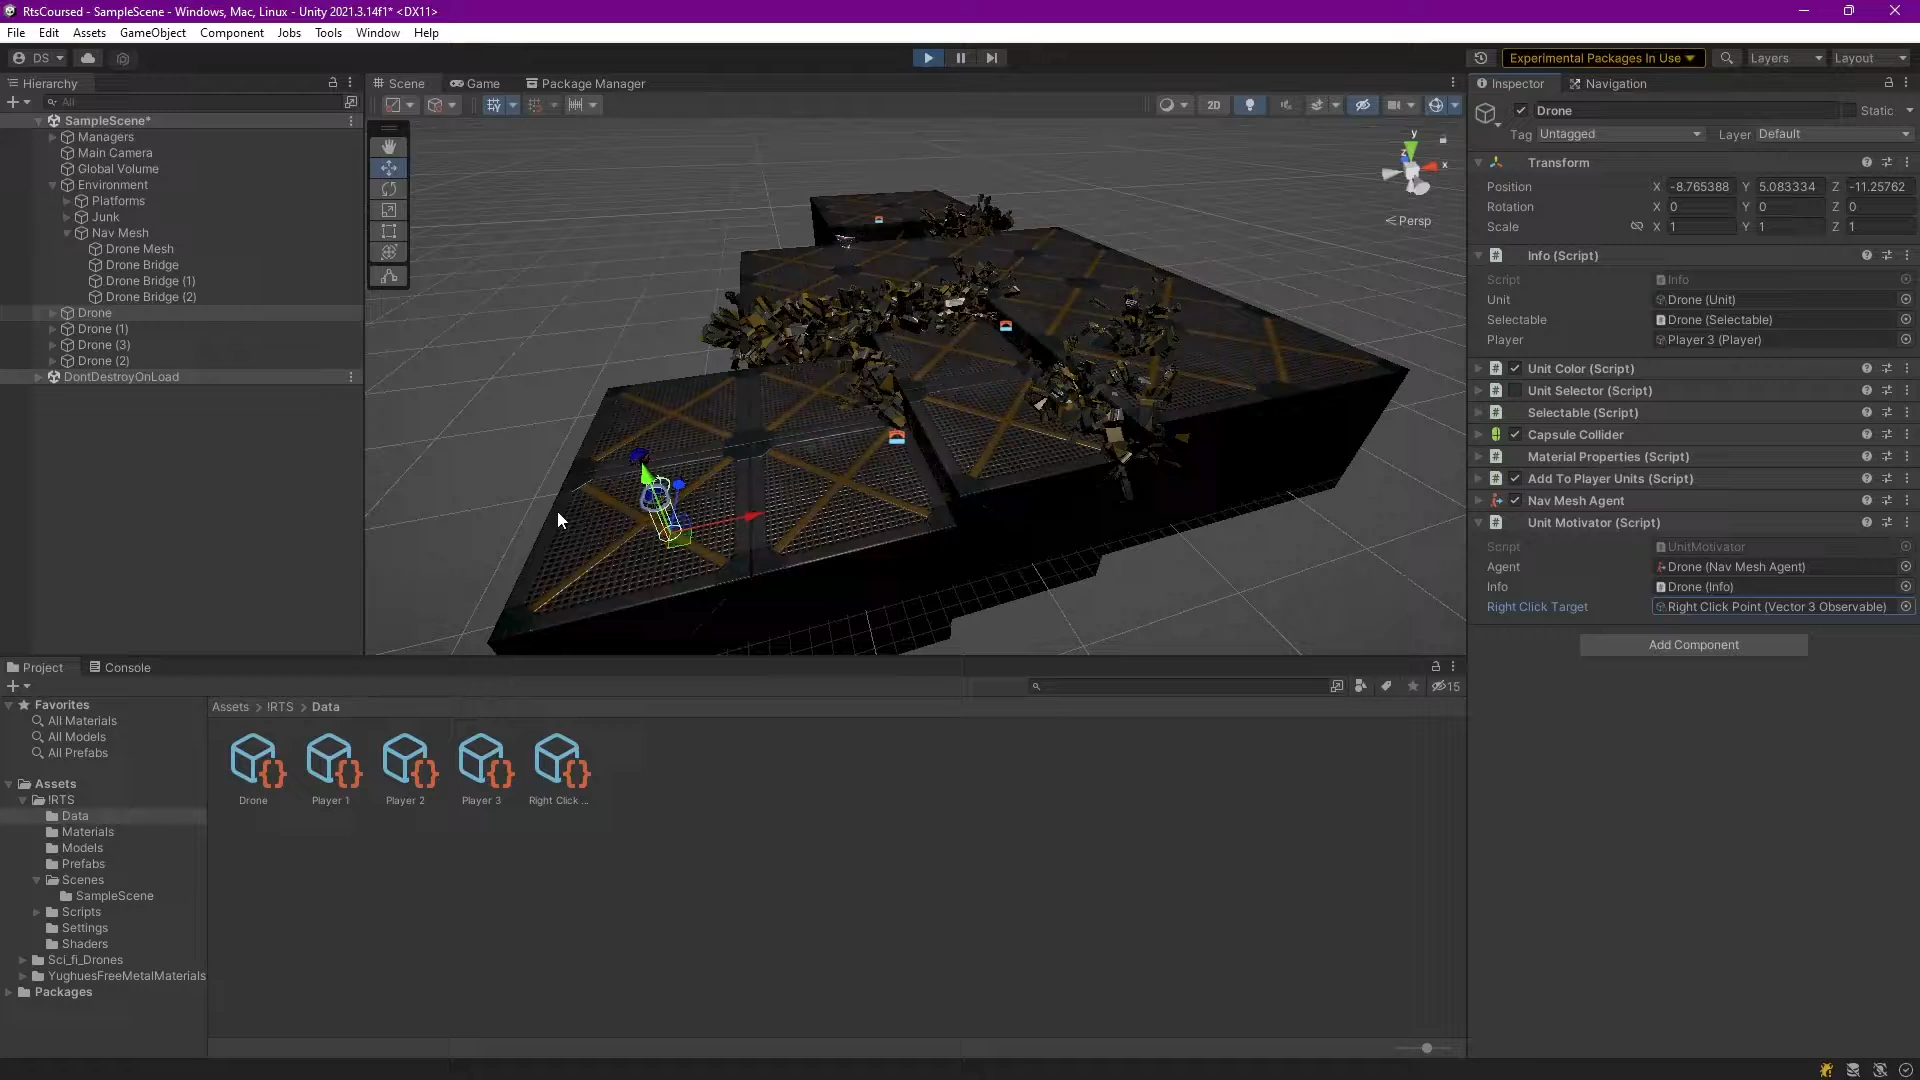 RtsCoursed - SampleScene - Windows, Mac, Linux - Unity 2021.3.14f1* <DX11>
File Edit Assets GameObject Component Jobs Tools Window Help
DS Experimental Packages In Use Layers Layout
Hierarchy
All
SampleScene*
Managers
Main Camera
Global Volume
Environment
Platforms
Junk
Nav Mesh
Drone Mesh
Drone Bridge
Drone Bridge (1)
Drone Bridge (2)
Drone
Drone (1)
Drone (3)
Drone (2)
DontDestroyOnLoad
Scene Game Package Manager
2D
y
z
x
Persp
Inspector Navigation
Drone Static
Tag Untagged Layer Default
Transform
Position X -8.765388 Y 5.083334 Z -11.25762
Rotation X 0 Y 0 Z 0
Scale X 1 Y 1 Z 1
Info (Script)
Script Info
Unit Drone (Unit)
Selectable Drone (Selectable)
Player Player 3 (Player)
Unit Color (Script)
Unit Selector (Script)
Selectable (Script)
Capsule Collider
Material Properties (Script)
Add To Player Units (Script)
Nav Mesh Agent
Unit Motivator (Script)
Script UnitMotivator
Agent Drone (Nav Mesh Agent)
Info Drone (Info)
Right Click Target Right Click Point (Vector 3 Observable)
Add Component
Project Console
15
Favorites
All Materials
All Models
All Prefabs
Assets
!RTS
Data
Materials
Models
Prefabs
Scenes
SampleScene
Scripts
Settings
Shaders
Sci_fi_Drones
YughuesFreeMetalMaterials
Packages
Assets > !RTS > Data
Drone Player 1 Player 2 Player 3 Right Click ...